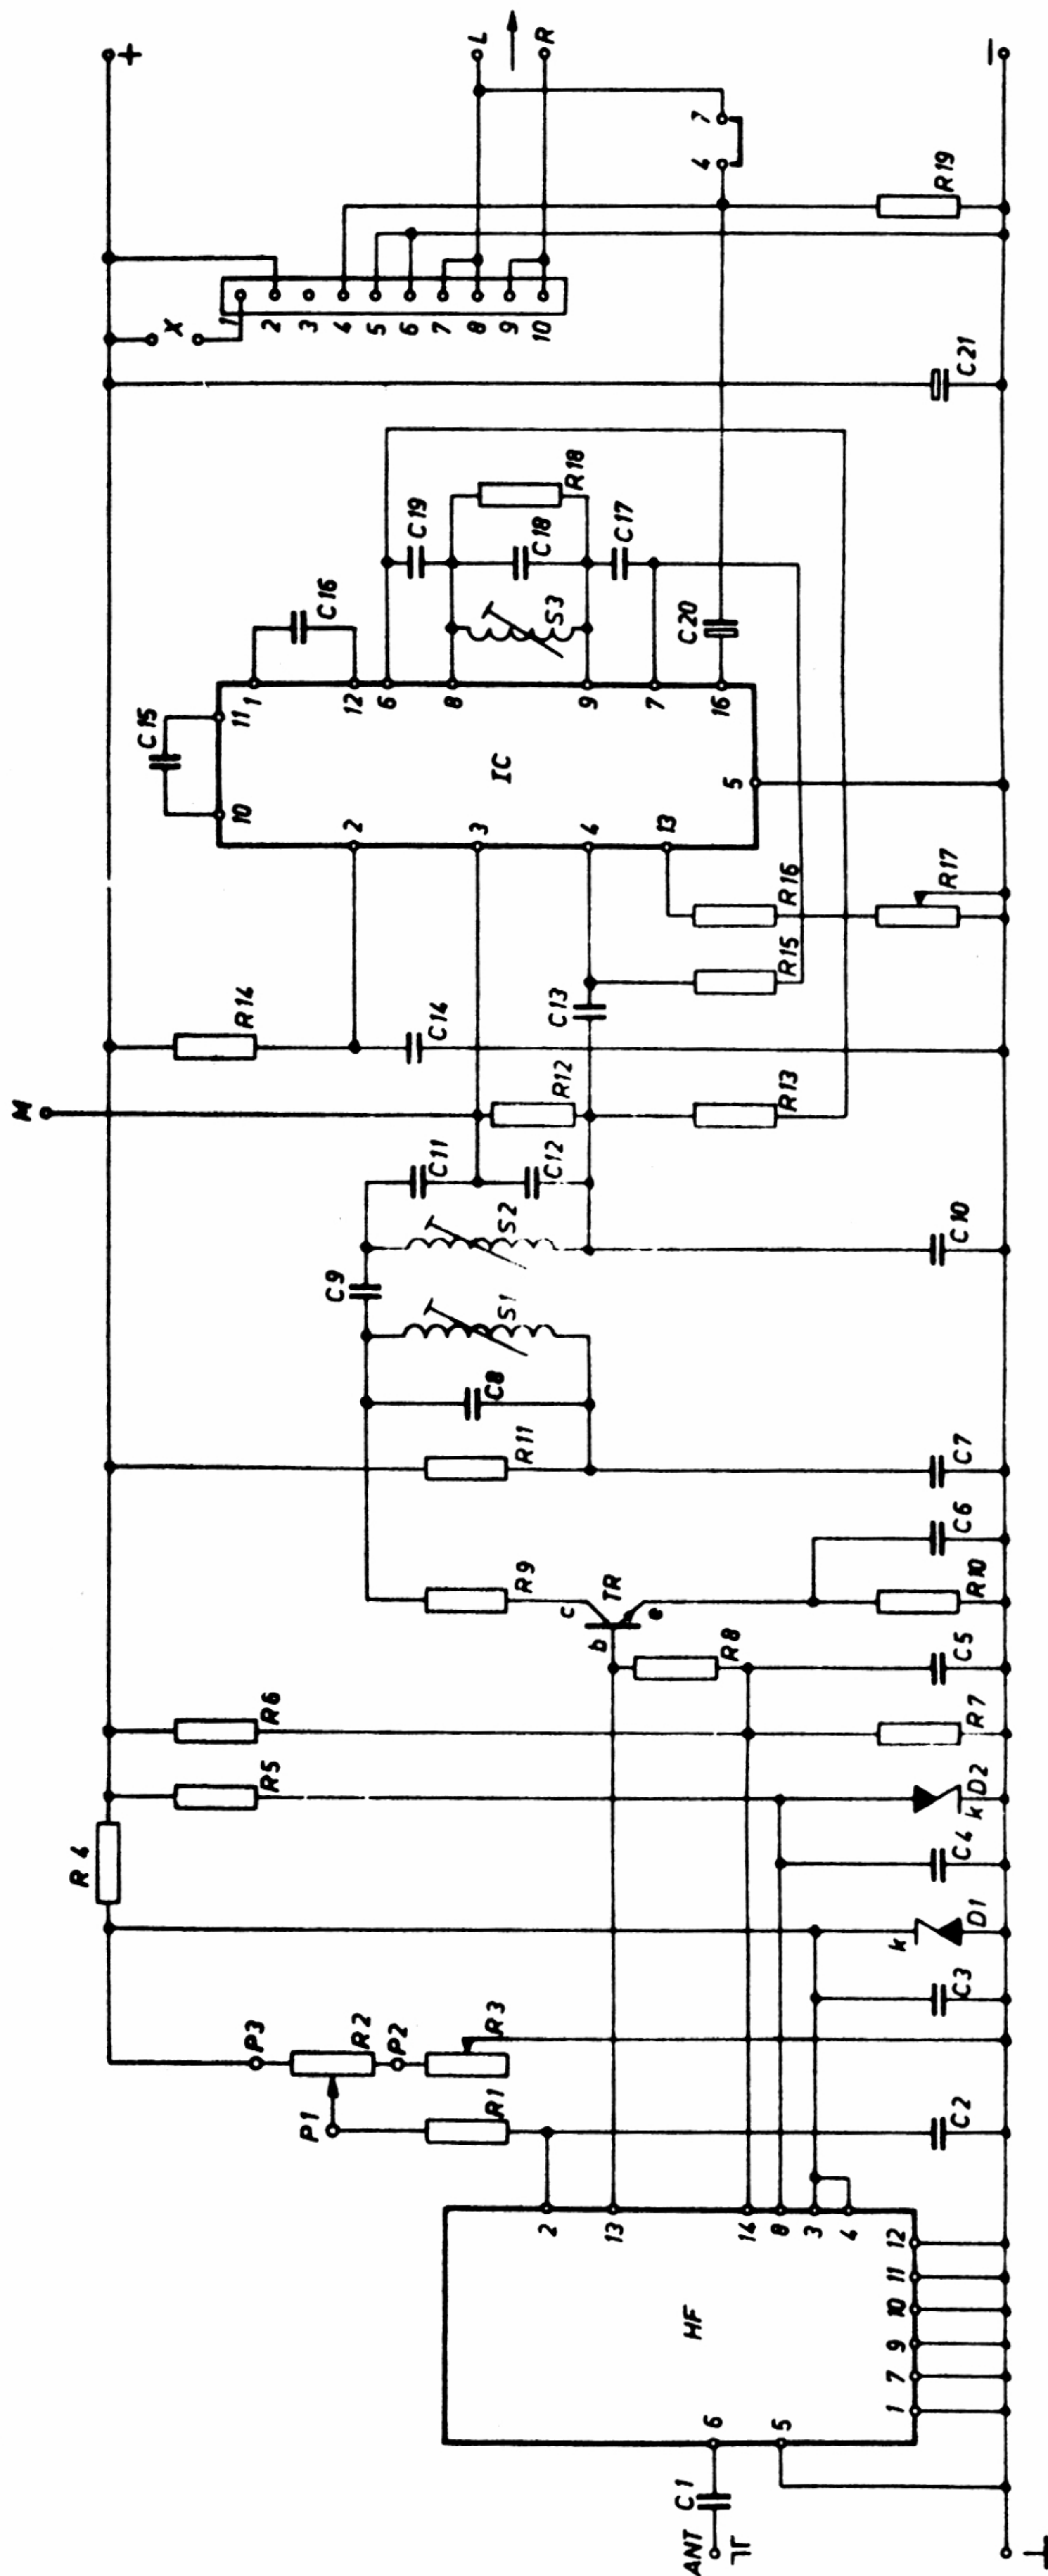 M
R4
+
C15
X
R5
R6
R14
10
11
1
1
C16
2
P3
C9
2
12
3
P1
R2
6
4
P2
C11
C14
C19
5
6
R1
R3
R9
R11
C8
S1
S2
3
8
7
L
IC
C18
8
2
C12
R12
S3
R18
9
R
c
C13
4
9
10
13
b
TR
C17
HF
e
13
7
ANT
C1
6
14
R8
16
C20
4
7
8
5
5
3
R15
R16
4
1
7
9
10
11
12
R13
k
C2
C3
D1
C4
D2
R7
C5
R10
C6
C7
C10
R17
C21
R19
k
−